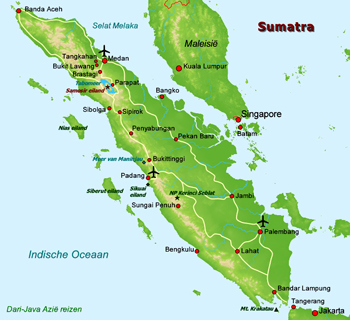 Banda Aceh
Selat Melaka
Sumatra
Maleisië
Medan
Tangkahan
Bukit Lawang
Brastagi
Kuala Lumpur
Parapat
Tobameer
Samosir eiland
Bangko
Sibolga
Sipirok
Singapore
Nias eiland
Batam
Penyabungan
Pekan Baru
Meer van Maninjau
Bukittinggi
Padang
Siberut eiland
Sikuai
eiland
NP Kerinci Seblat
Jambi
Sungai Penuh
Palembang
Indische Oceaan
Bengkulu
Lahat
Bandar Lampung
Tangerang
Dari-Java Azië reizen
Mt. Krakatau
Jakarta